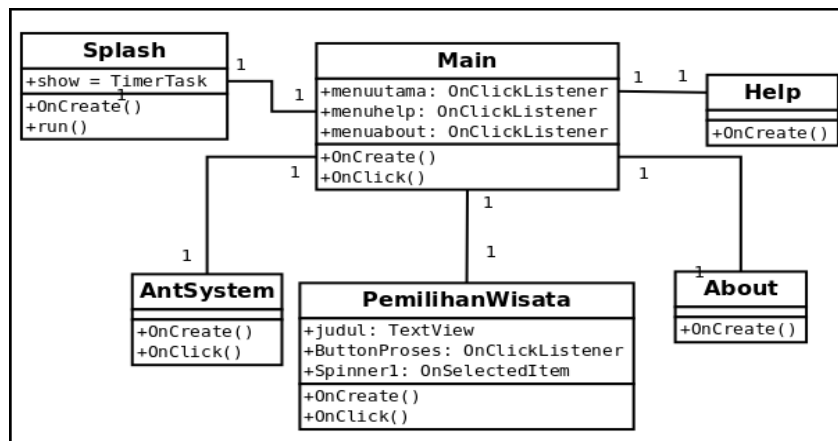 Splash
+show = TimerTask
1
+OnCreate()
+run()
1
1
Main
+menuutama: OnClickListener
+menuhelp: OnClickListener
+menuabout: OnClickListener
+OnCreate()
+OnClick()
1
1
Help
+OnCreate()
1
1
AntSystem
+OnCreate()
+OnClick()
1
1
PemilihanWisata
+judul: TextView
+ButtonProses: OnClickListener
+Spinner1: OnSelectedItem
+OnCreate()
+OnClick()
1
1
About
+OnCreate()